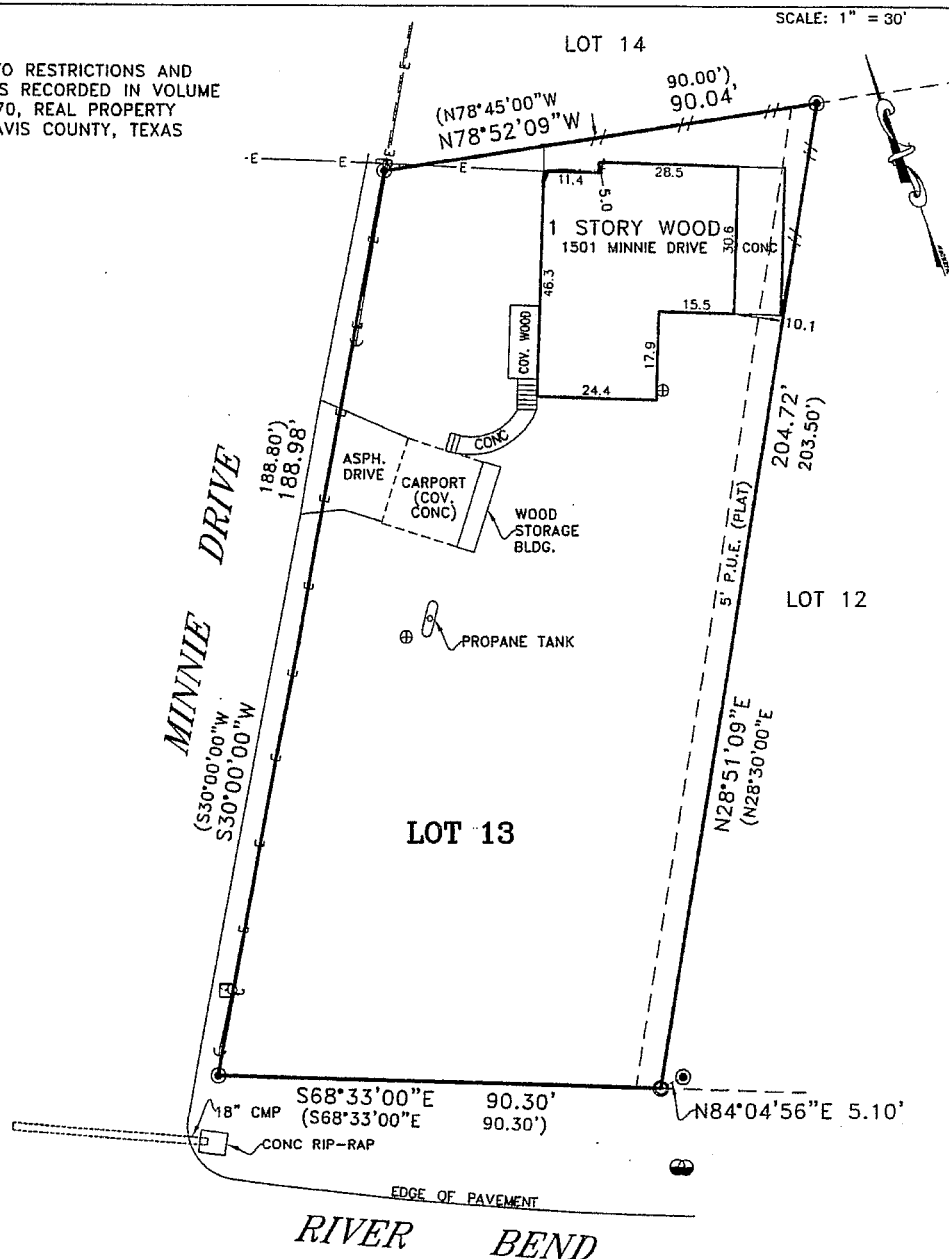 SCALE: 1" = 30'
LOT 14
TO RESTRICTIONS AND
S RECORDED IN VOLUME
70, REAL PROPERTY
AVIS COUNTY, TEXAS
(N78°45'00"W 90.00')
N78°52'09"W 90.04'
E
E
E
E
E
11.4
5.0
28.5
1 STORY WOOD
1501 MINNIE DRIVE
30.6
CONC
46.3
15.5
10.1
COV. WOOD
17.9
24.4
CONC
204.72'
203.50')
ASPH.
DRIVE
CARPORT
(COV.
CONC)
WOOD
STORAGE
BLDG.
188.80')
188.98'
MINNIE DRIVE
5' P.U.E. (PLAT)
LOT 12
PROPANE TANK
(S30°00'00"W
S30°00'00"W
N28°51'09"E
(N28°30'00"E
LOT 13
S68°33'00"E 90.30'
(S68°33'00"E 90.30')
N84°04'56"E 5.10'
18" CMP
CONC RIP-RAP
EDGE OF PAVEMENT
RIVER BEND